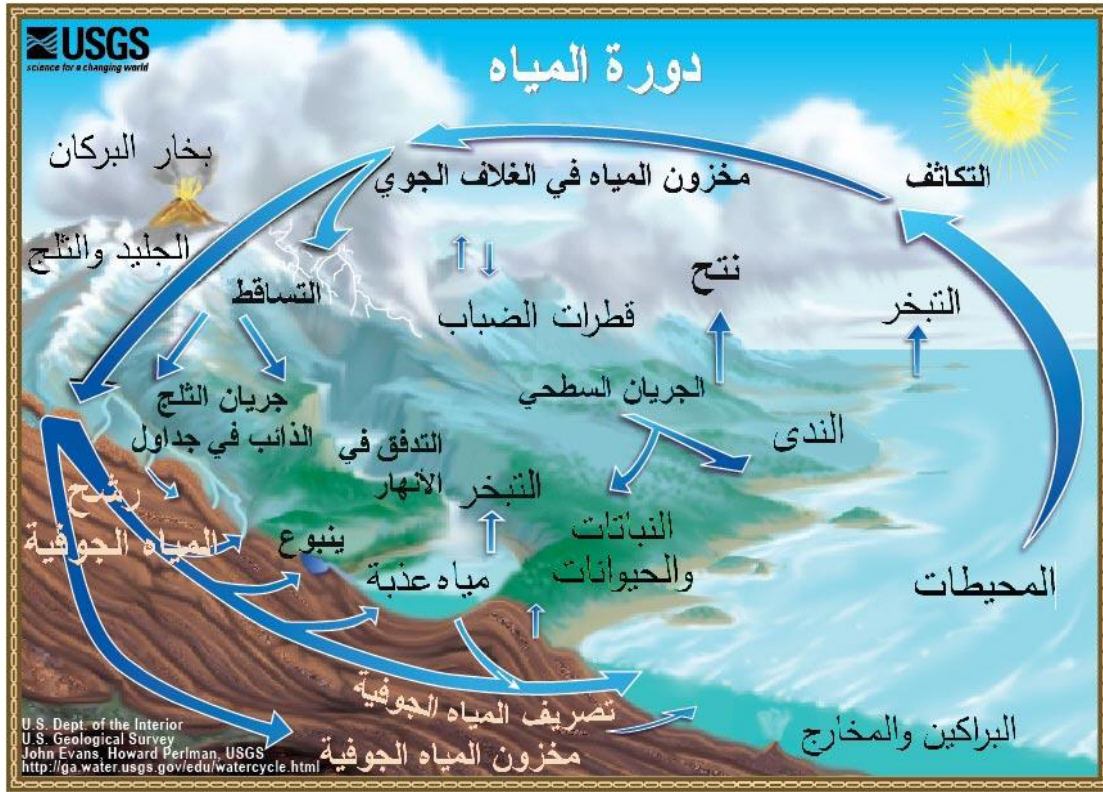 USGS
science for a changing world
دورة المياه
بخار البركان
مخزون المياه في الغلاف الجوي
التكاثف
الجليد والثلج
التساقط
قطرات الضباب
نتح
التبخر
جريان الثلج
الذائب في جداول
الجريان السطحي
الندى
التدفق في
الأنهار
التبخر
رشح
المياه الجوفية
ينبوع
مياه عذبة
النباتات
والحيوانات
المحيطات
تصريف المياه الجوفية
مخزون المياه الجوفية
البراكين والمخارج
U.S. Dept. of the Interior
U.S. Geological Survey
John Evans, Howard Perlman, USGS
http://ga.water.usgs.gov/edu/watercycle.html